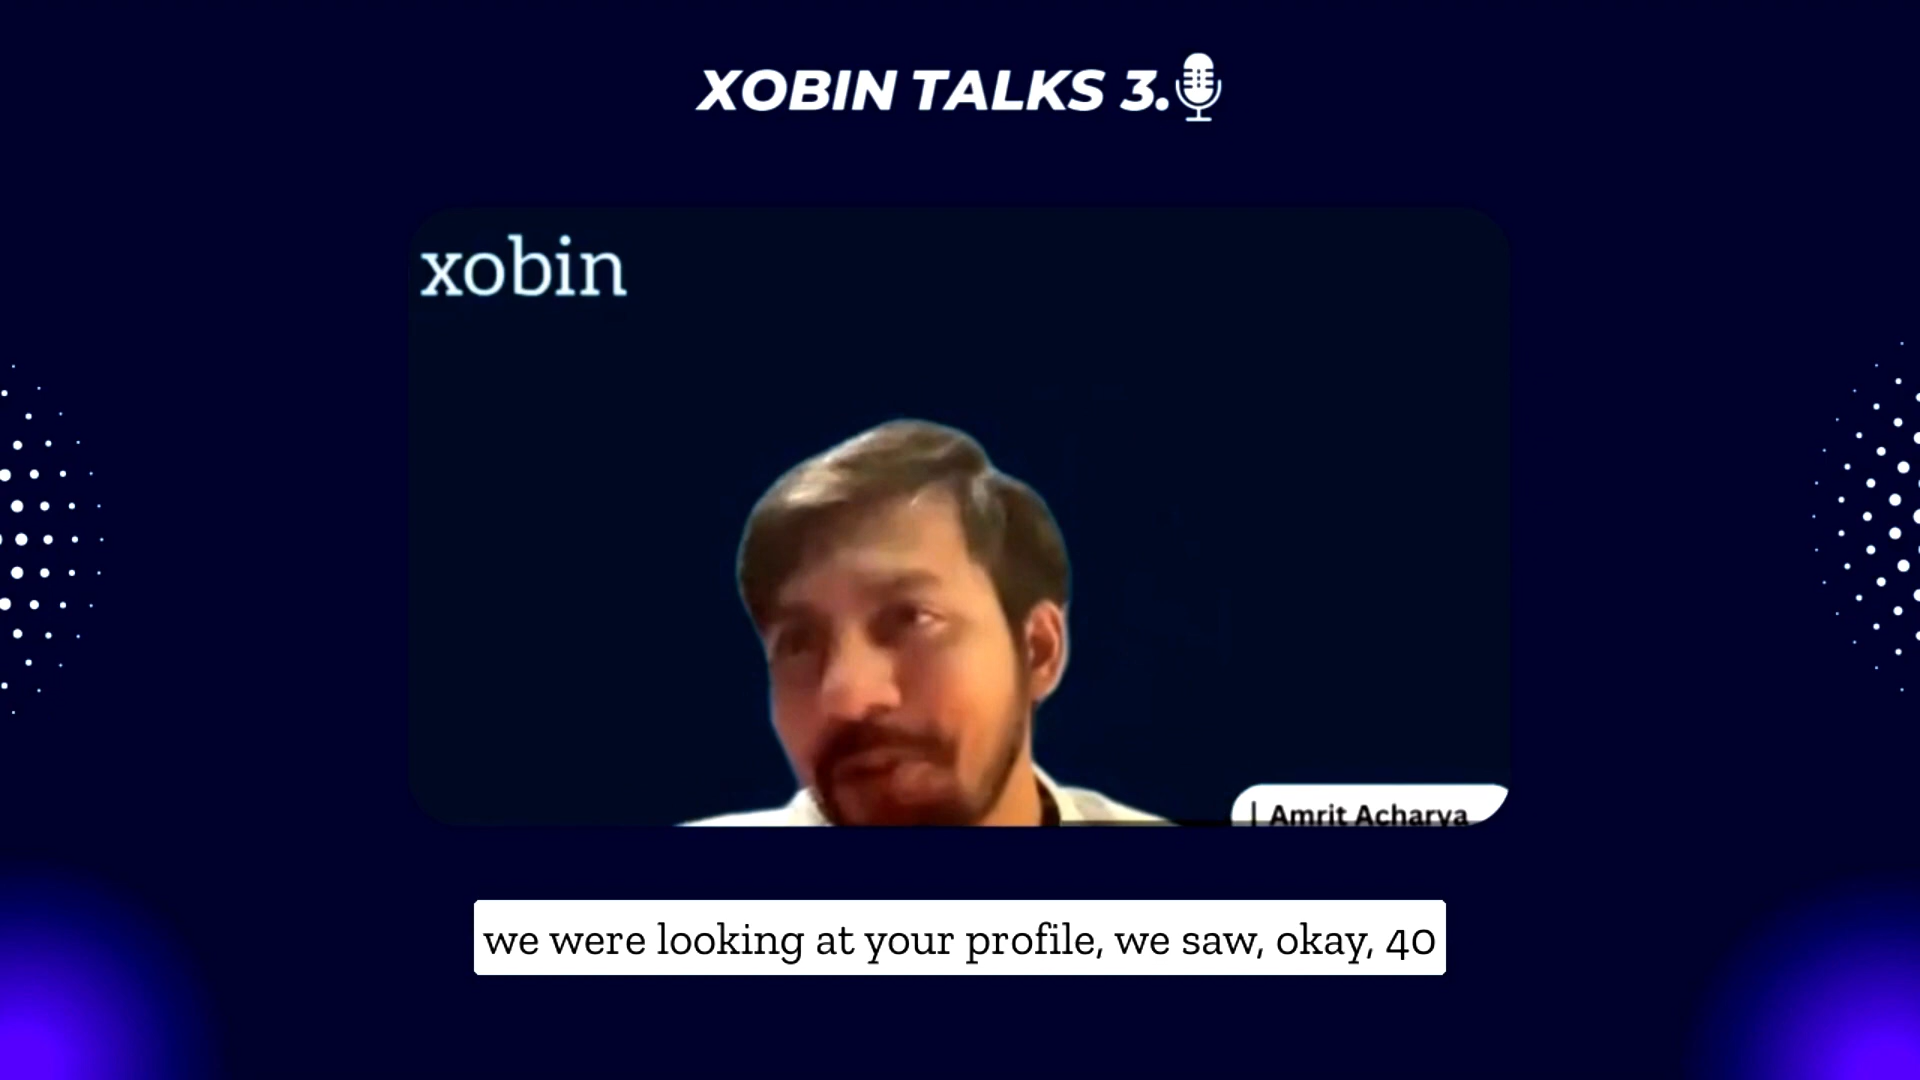 XOBIN TALKS 3.
xobin
| Amrit Acharya
we were looking at your profile, we saw, okay, 40